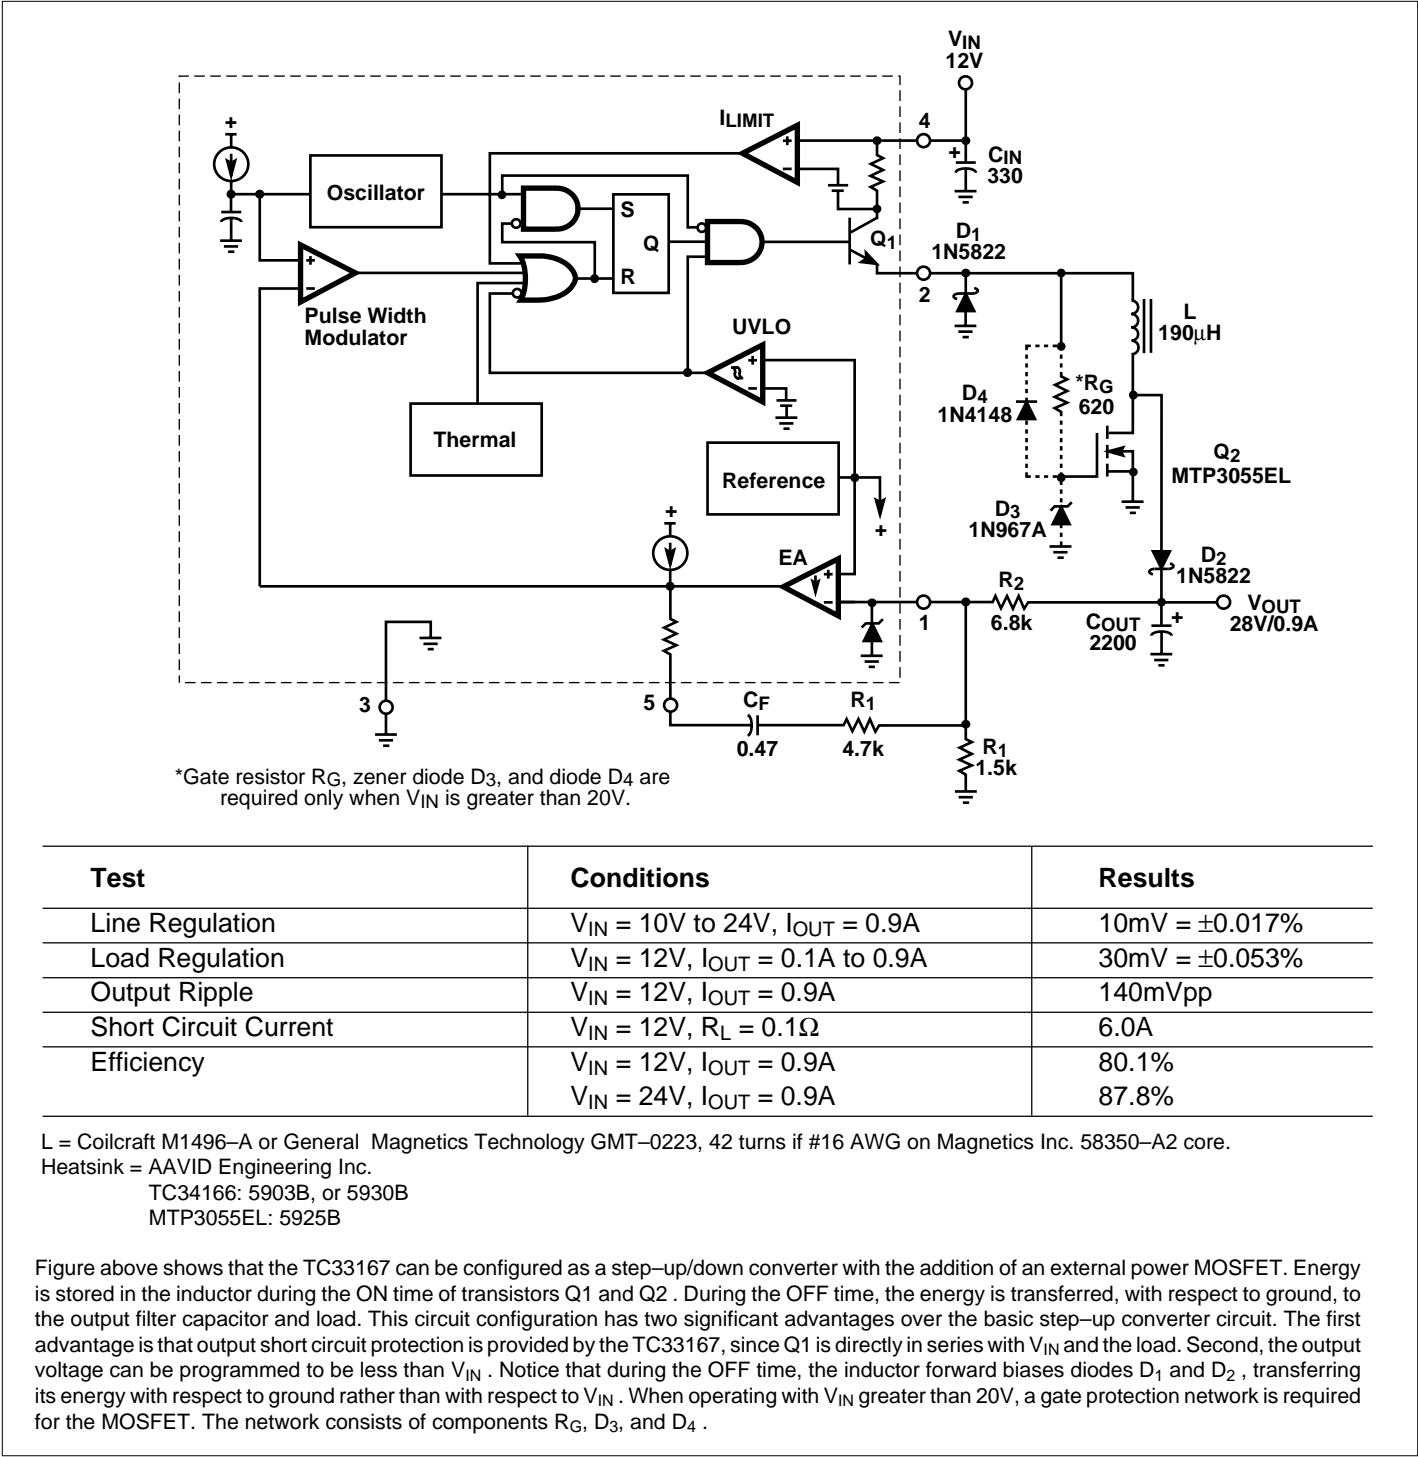 VIN
12V
ILIMIT
4
+
CIN
330
+
+
-
Oscillator
S
Q
R
Q1
D1
1N5822
2
+
-
Pulse Width
Modulator
UVLO
+
-
L
190µH
*RG
620
D4
1N4148
Thermal
Reference
+
Q2
MTP3055EL
D3
1N967A
+
EA
+
-
D2
1N5822
R2
6.8k
1
COUT
2200
+
VOUT
28V/0.9A
3
5
CF
0.47
R1
4.7k
R1
1.5k
*Gate resistor RG, zener diode D3, and diode D4 are
required only when VIN is greater than 20V.
Test Conditions Results
Line Regulation VIN = 10V to 24V, IOUT = 0.9A 10mV = ±0.017%
Load Regulation VIN = 12V, IOUT = 0.1A to 0.9A 30mV = ±0.053%
Output Ripple VIN = 12V, IOUT = 0.9A 140mVpp
Short Circuit Current VIN = 12V, RL = 0.1Ω 6.0A
Efficiency VIN = 12V, IOUT = 0.9A 80.1%
VIN = 24V, IOUT = 0.9A 87.8%
L = Coilcraft M1496–A or General Magnetics Technology GMT–0223, 42 turns if #16 AWG on Magnetics Inc. 58350–A2 core.
Heatsink = AAVID Engineering Inc.
TC34166: 5903B, or 5930B
MTP3055EL: 5925B
Figure above shows that the TC33167 can be configured as a step–up/down converter with the addition of an external power MOSFET. Energy
is stored in the inductor during the ON time of transistors Q1 and Q2 . During the OFF time, the energy is transferred, with respect to ground, to
the output filter capacitor and load. This circuit configuration has two significant advantages over the basic step–up converter circuit. The first
advantage is that output short circuit protection is provided by the TC33167, since Q1 is directly in series with VIN and the load. Second, the output
voltage can be programmed to be less than VIN . Notice that during the OFF time, the inductor forward biases diodes D1 and D2 , transferring
its energy with respect to ground rather than with respect to VIN . When operating with VIN greater than 20V, a gate protection network is required
for the MOSFET. The network consists of components RG, D3, and D4 .